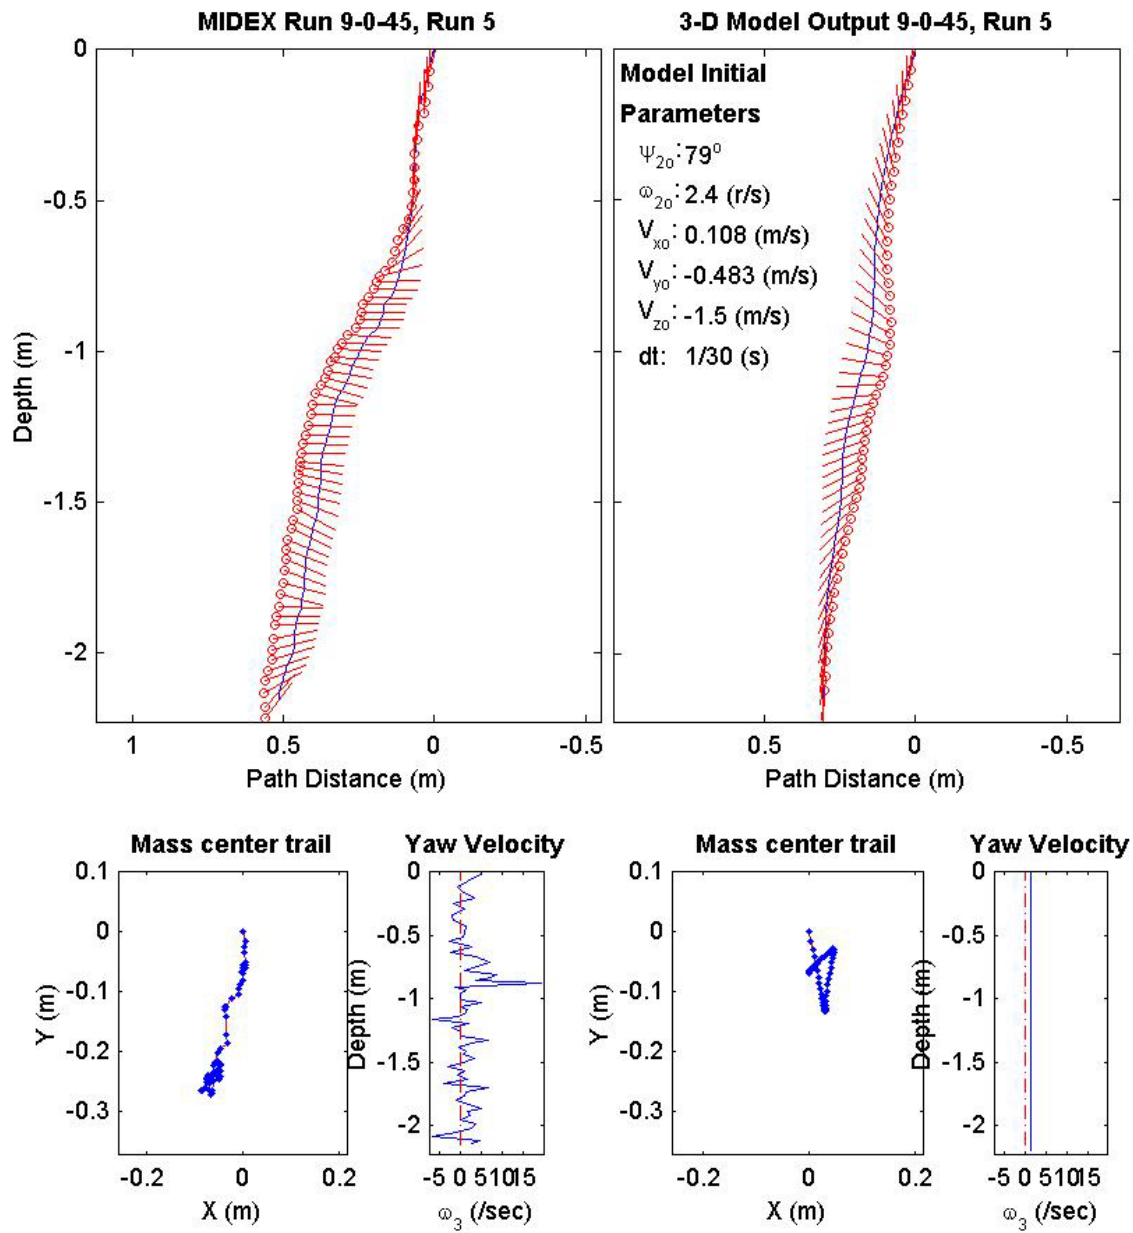 MIDEX Run 9-0-45, Run 5
0
-0.5
-1
-1.5
-2
Depth (m)
1 0.5 0 -0.5
Path Distance (m)
3-D Model Output 9-0-45, Run 5
Model Initial
Parameters
Ψ2o: 79o
ω2o: 2.4 (r/s)
Vxo: 0.108 (m/s)
Vyo: -0.483 (m/s)
Vzo: -1.5 (m/s)
dt: 1/30 (s)
0.5 0 -0.5
Path Distance (m)
Mass center trail
0.1
0
-0.1
-0.2
-0.3
Y (m)
-0.2 0 0.2
X (m)
Yaw Velocity
0
-0.5
-1
-1.5
-2
Depth (m)
-5 0 5 10 15
ω3 (/sec)
Mass center trail
0.1
0
-0.1
-0.2
-0.3
Y (m)
-0.2 0 0.2
X (m)
Yaw Velocity
0
-0.5
-1
-1.5
-2
Depth (m)
-5 0 5 10 15
ω3 (/sec)